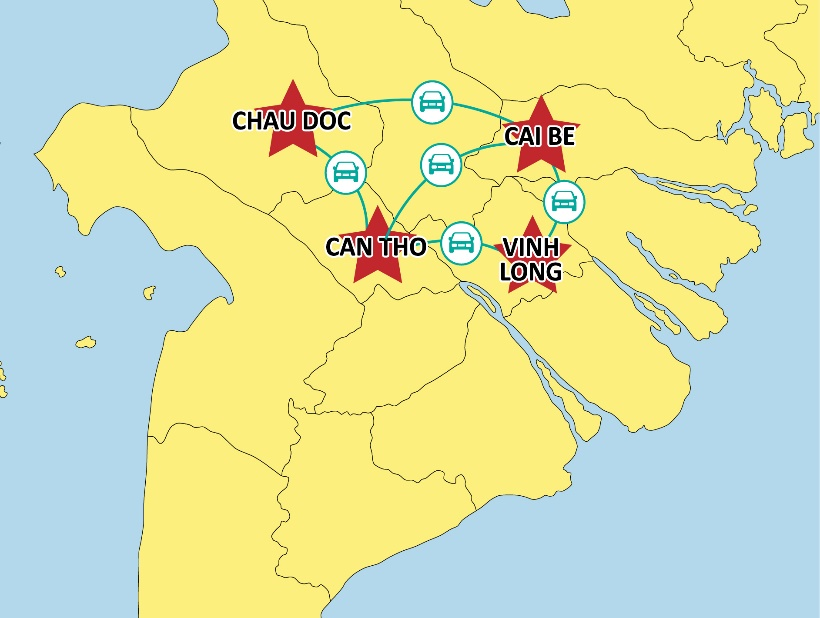 CHAU DOC
CAI BE
CAN THO
VINH
LONG